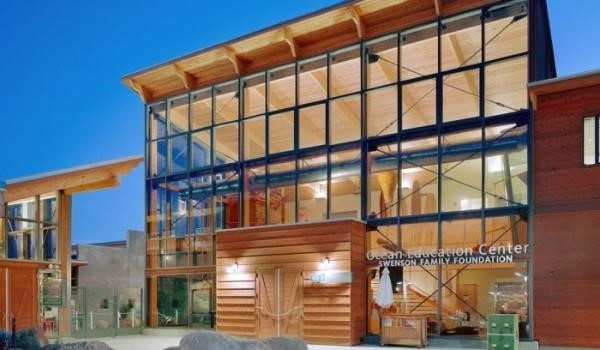 Ocean Education Center
SWENSON FAMILY FOUNDATION